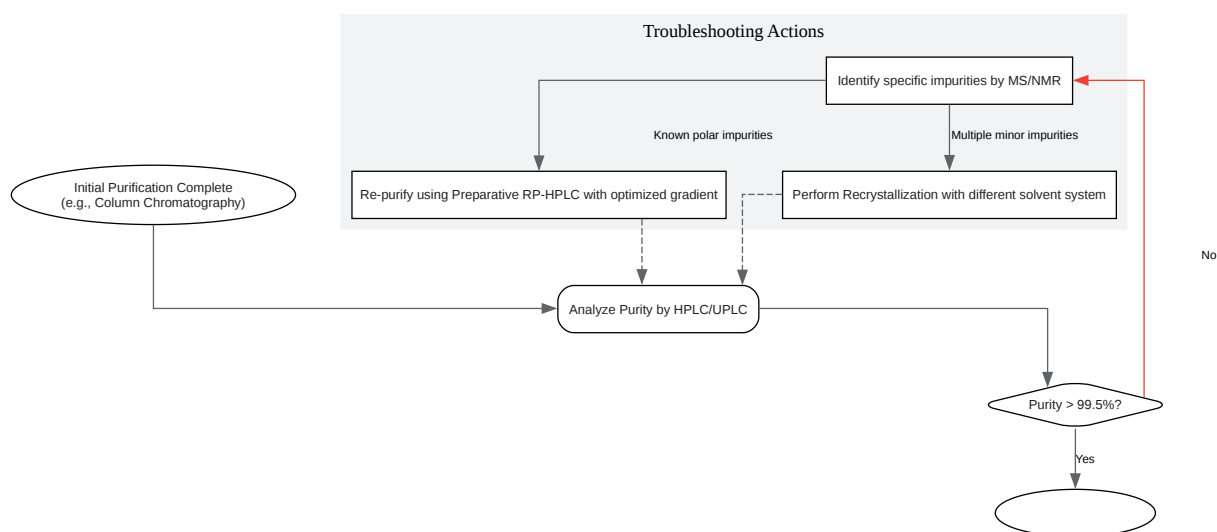 Troubleshooting Actions
Identify specific impurities by MS/NMR
Known polar impurities
Multiple minor impurities
Initial Purification Complete
(e.g., Column Chromatography)
Re-purify using Preparative RP-HPLC with optimized gradient
Perform Recrystallization with different solvent system
No
Analyze Purity by HPLC/UPLC
Purity > 99.5%?
Yes